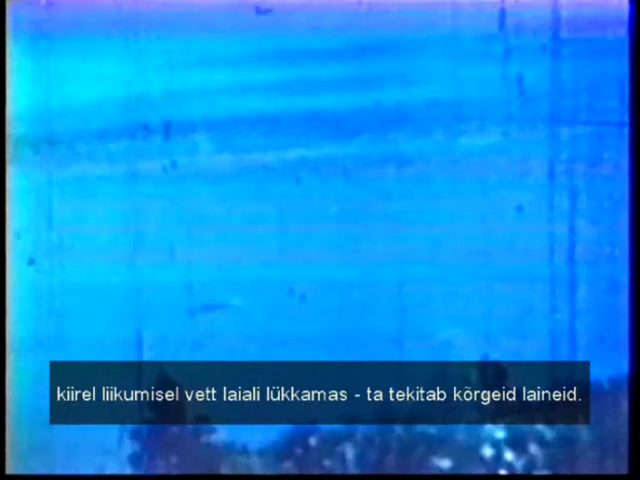 kiirel liikumisel vett laiali lükkamas - ta tekitab kõrgeid laineid.